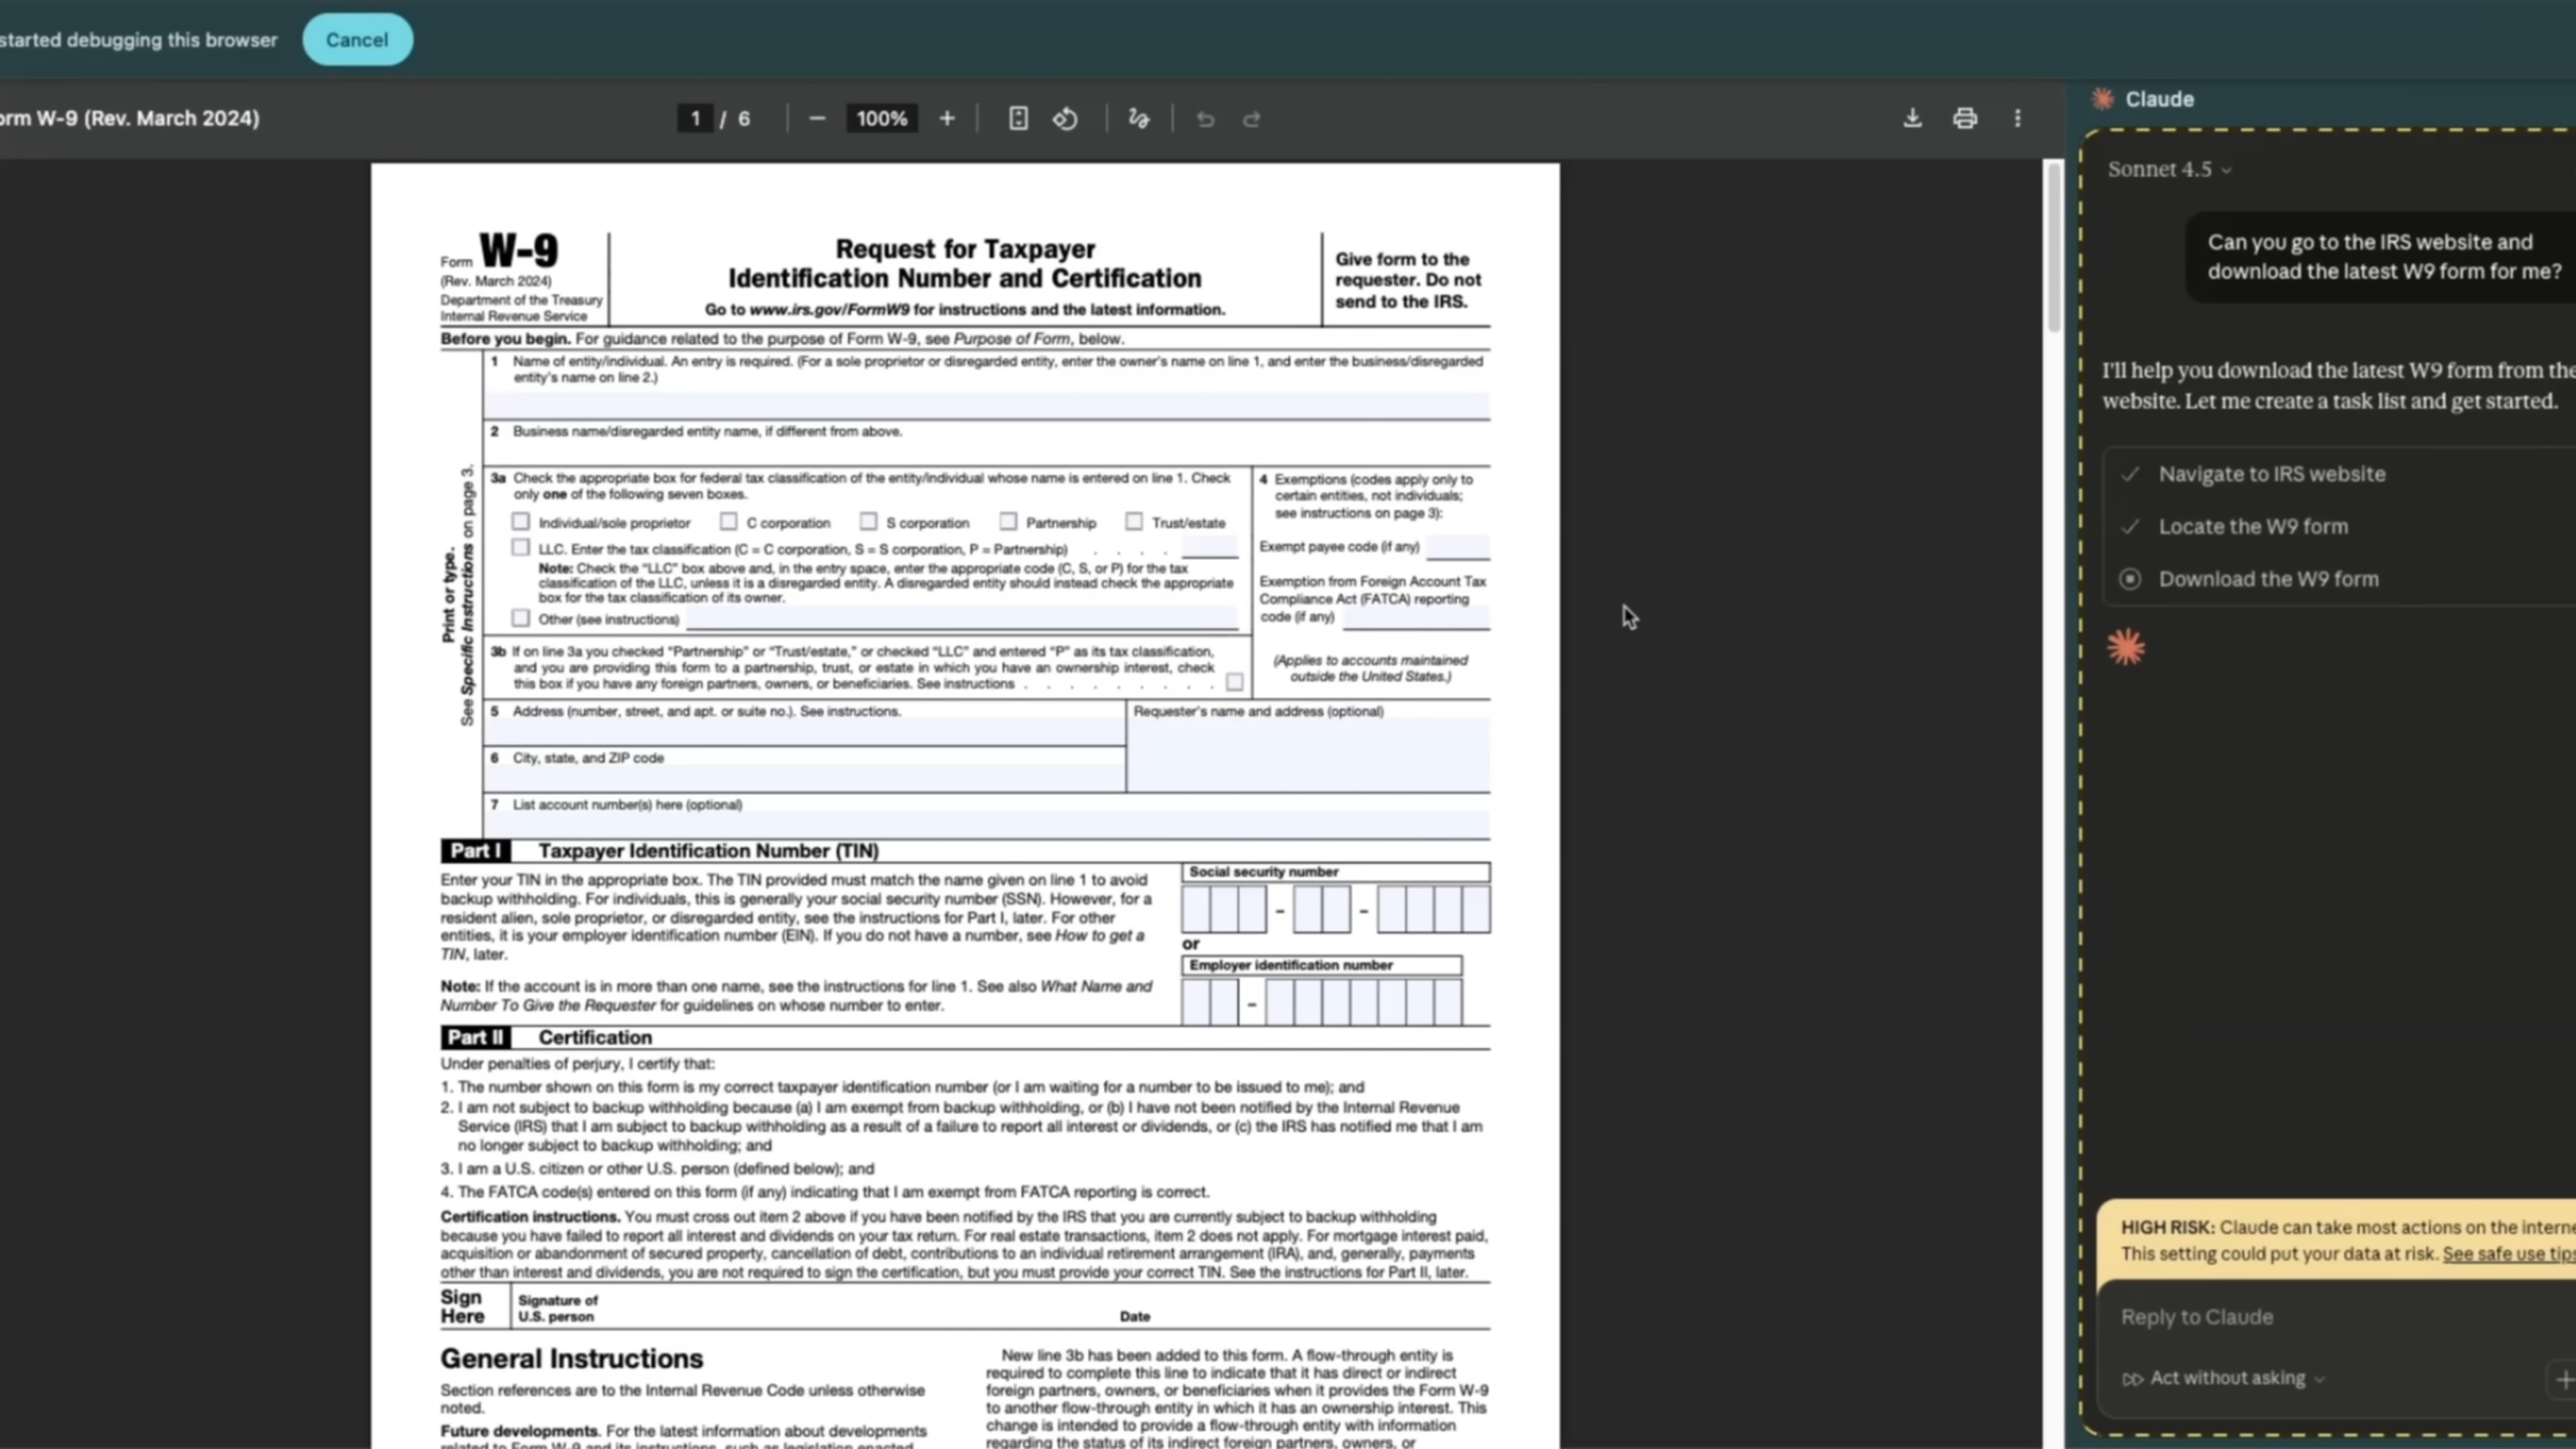 started debugging this browser
Cancel
orm W-9 (Rev. March 2024)
1 / 6
100%
Form W-9
(Rev. March 2024)
Department of the Treasury
Internal Revenue Service
Request for Taxpayer
Identification Number and Certification
Go to www.irs.gov/FormW9 for instructions and the latest information.
Give form to the
requester. Do not
send to the IRS.
Before you begin. For guidance related to the purpose of Form W-9, see Purpose of Form, below.
Print or type.
See Specific Instructions on page 3.
1 Name of entity/individual. An entry is required. (For a sole proprietor or disregarded entity, enter the owner's name on line 1, and enter the business/disregarded
entity's name on line 2.)
2 Business name/disregarded entity name, if different from above.
3a Check the appropriate box for federal tax classification of the entity/individual whose name is entered on line 1. Check
only one of the following seven boxes.
Individual/sole proprietor C corporation S corporation Partnership Trust/estate
LLC. Enter the tax classification (C = C corporation, S = S corporation, P = Partnership) . . . .
Note: Check the "LLC" box above and, in the entry space, enter the appropriate code (C, S, or P) for the tax
classification of the LLC, unless it is a disregarded entity. A disregarded entity should instead check the appropriate
box for the tax classification of its owner.
Other (see instructions)
4 Exemptions (codes apply only to
certain entities, not individuals;
see instructions on page 3):
Exempt payee code (if any)
Exemption from Foreign Account Tax
Compliance Act (FATCA) reporting
code (if any)
3b If on line 3a you checked "Partnership" or "Trust/estate," or checked "LLC" and entered "P" as its tax classification,
and you are providing this form to a partnership, trust, or estate in which you have an ownership interest, check
this box if you have any foreign partners, owners, or beneficiaries. See instructions . . . . . . . . .
(Applies to accounts maintained
outside the United States.)
5 Address (number, street, and apt. or suite no.). See instructions.
Requester's name and address (optional)
6 City, state, and ZIP code
7 List account number(s) here (optional)
Part I Taxpayer Identification Number (TIN)
Enter your TIN in the appropriate box. The TIN provided must match the name given on line 1 to avoid
backup withholding. For individuals, this is generally your social security number (SSN). However, for a
resident alien, sole proprietor, or disregarded entity, see the instructions for Part I, later. For other
entities, it is your employer identification number (EIN). If you do not have a number, see How to get a
TIN, later.
Note: If the account is in more than one name, see the instructions for line 1. See also What Name and
Number To Give the Requester for guidelines on whose number to enter.
Social security number
– –
or
Employer identification number
–
Part II Certification
Under penalties of perjury, I certify that:
1. The number shown on this form is my correct taxpayer identification number (or I am waiting for a number to be issued to me); and
2. I am not subject to backup withholding because (a) I am exempt from backup withholding, or (b) I have not been notified by the Internal Revenue
Service (IRS) that I am subject to backup withholding as a result of a failure to report all interest or dividends, or (c) the IRS has notified me that I am
no longer subject to backup withholding; and
3. I am a U.S. citizen or other U.S. person (defined below); and
4. The FATCA code(s) entered on this form (if any) indicating that I am exempt from FATCA reporting is correct.
Certification instructions. You must cross out item 2 above if you have been notified by the IRS that you are currently subject to backup withholding
because you have failed to report all interest and dividends on your tax return. For real estate transactions, item 2 does not apply. For mortgage interest paid,
acquisition or abandonment of secured property, cancellation of debt, contributions to an individual retirement arrangement (IRA), and, generally, payments
other than interest and dividends, you are not required to sign the certification, but you must provide your correct TIN. See the instructions for Part II, later.
Sign
Here
Signature of
U.S. person
Date
General Instructions
Section references are to the Internal Revenue Code unless otherwise
noted.
Future developments. For the latest information about developments
related to Form W-9 and its instructions, such as legislation enacted
New line 3b has been added to this form. A flow-through entity is
required to complete this line to indicate that it has direct or indirect
foreign partners, owners, or beneficiaries when it provides the Form W-9
to another flow-through entity in which it has an ownership interest. This
change is intended to provide a flow-through entity with information
regarding the status of its indirect foreign partners, owners, or
Claude
Sonnet 4.5
Can you go to the IRS website and
download the latest W9 form for me?
I'll help you download the latest W9 form from the
website. Let me create a task list and get started.
Navigate to IRS website
Locate the W9 form
Download the W9 form
HIGH RISK: Claude can take most actions on the interne
This setting could put your data at risk. See safe use tips
Reply to Claude
Act without asking